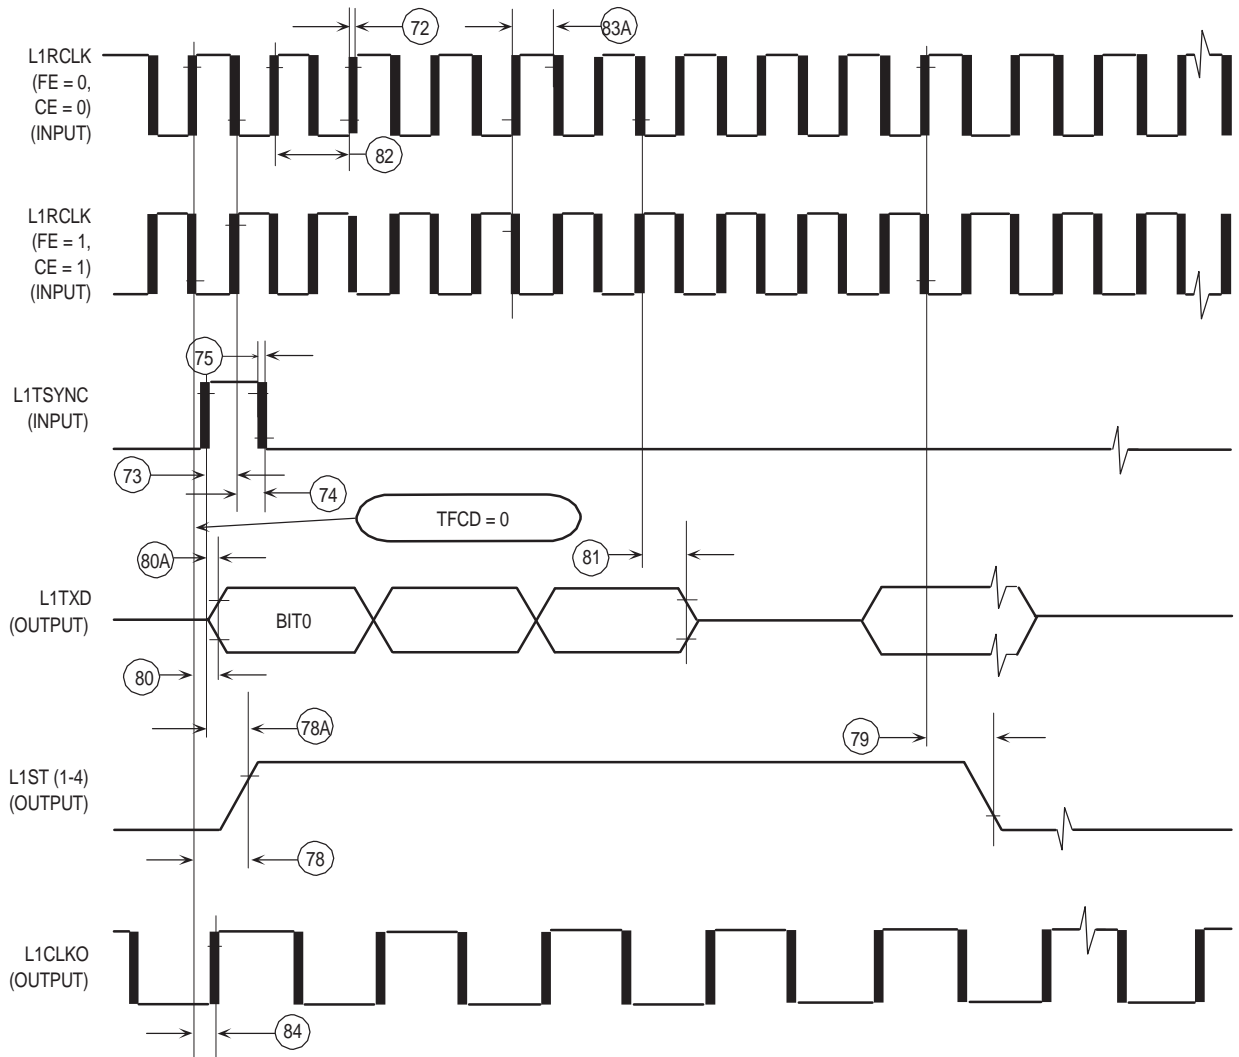 72
83A
L1RCLK
(FE = 0,
CE = 0)
(INPUT)
82
L1RCLK
(FE = 1,
CE = 1)
(INPUT)
75
L1TSYNC
(INPUT)
73
74
TFCD = 0
80A
81
L1TXD
(OUTPUT)
BIT0
80
78A
79
L1ST (1-4)
(OUTPUT)
78
L1CLKO
(OUTPUT)
84